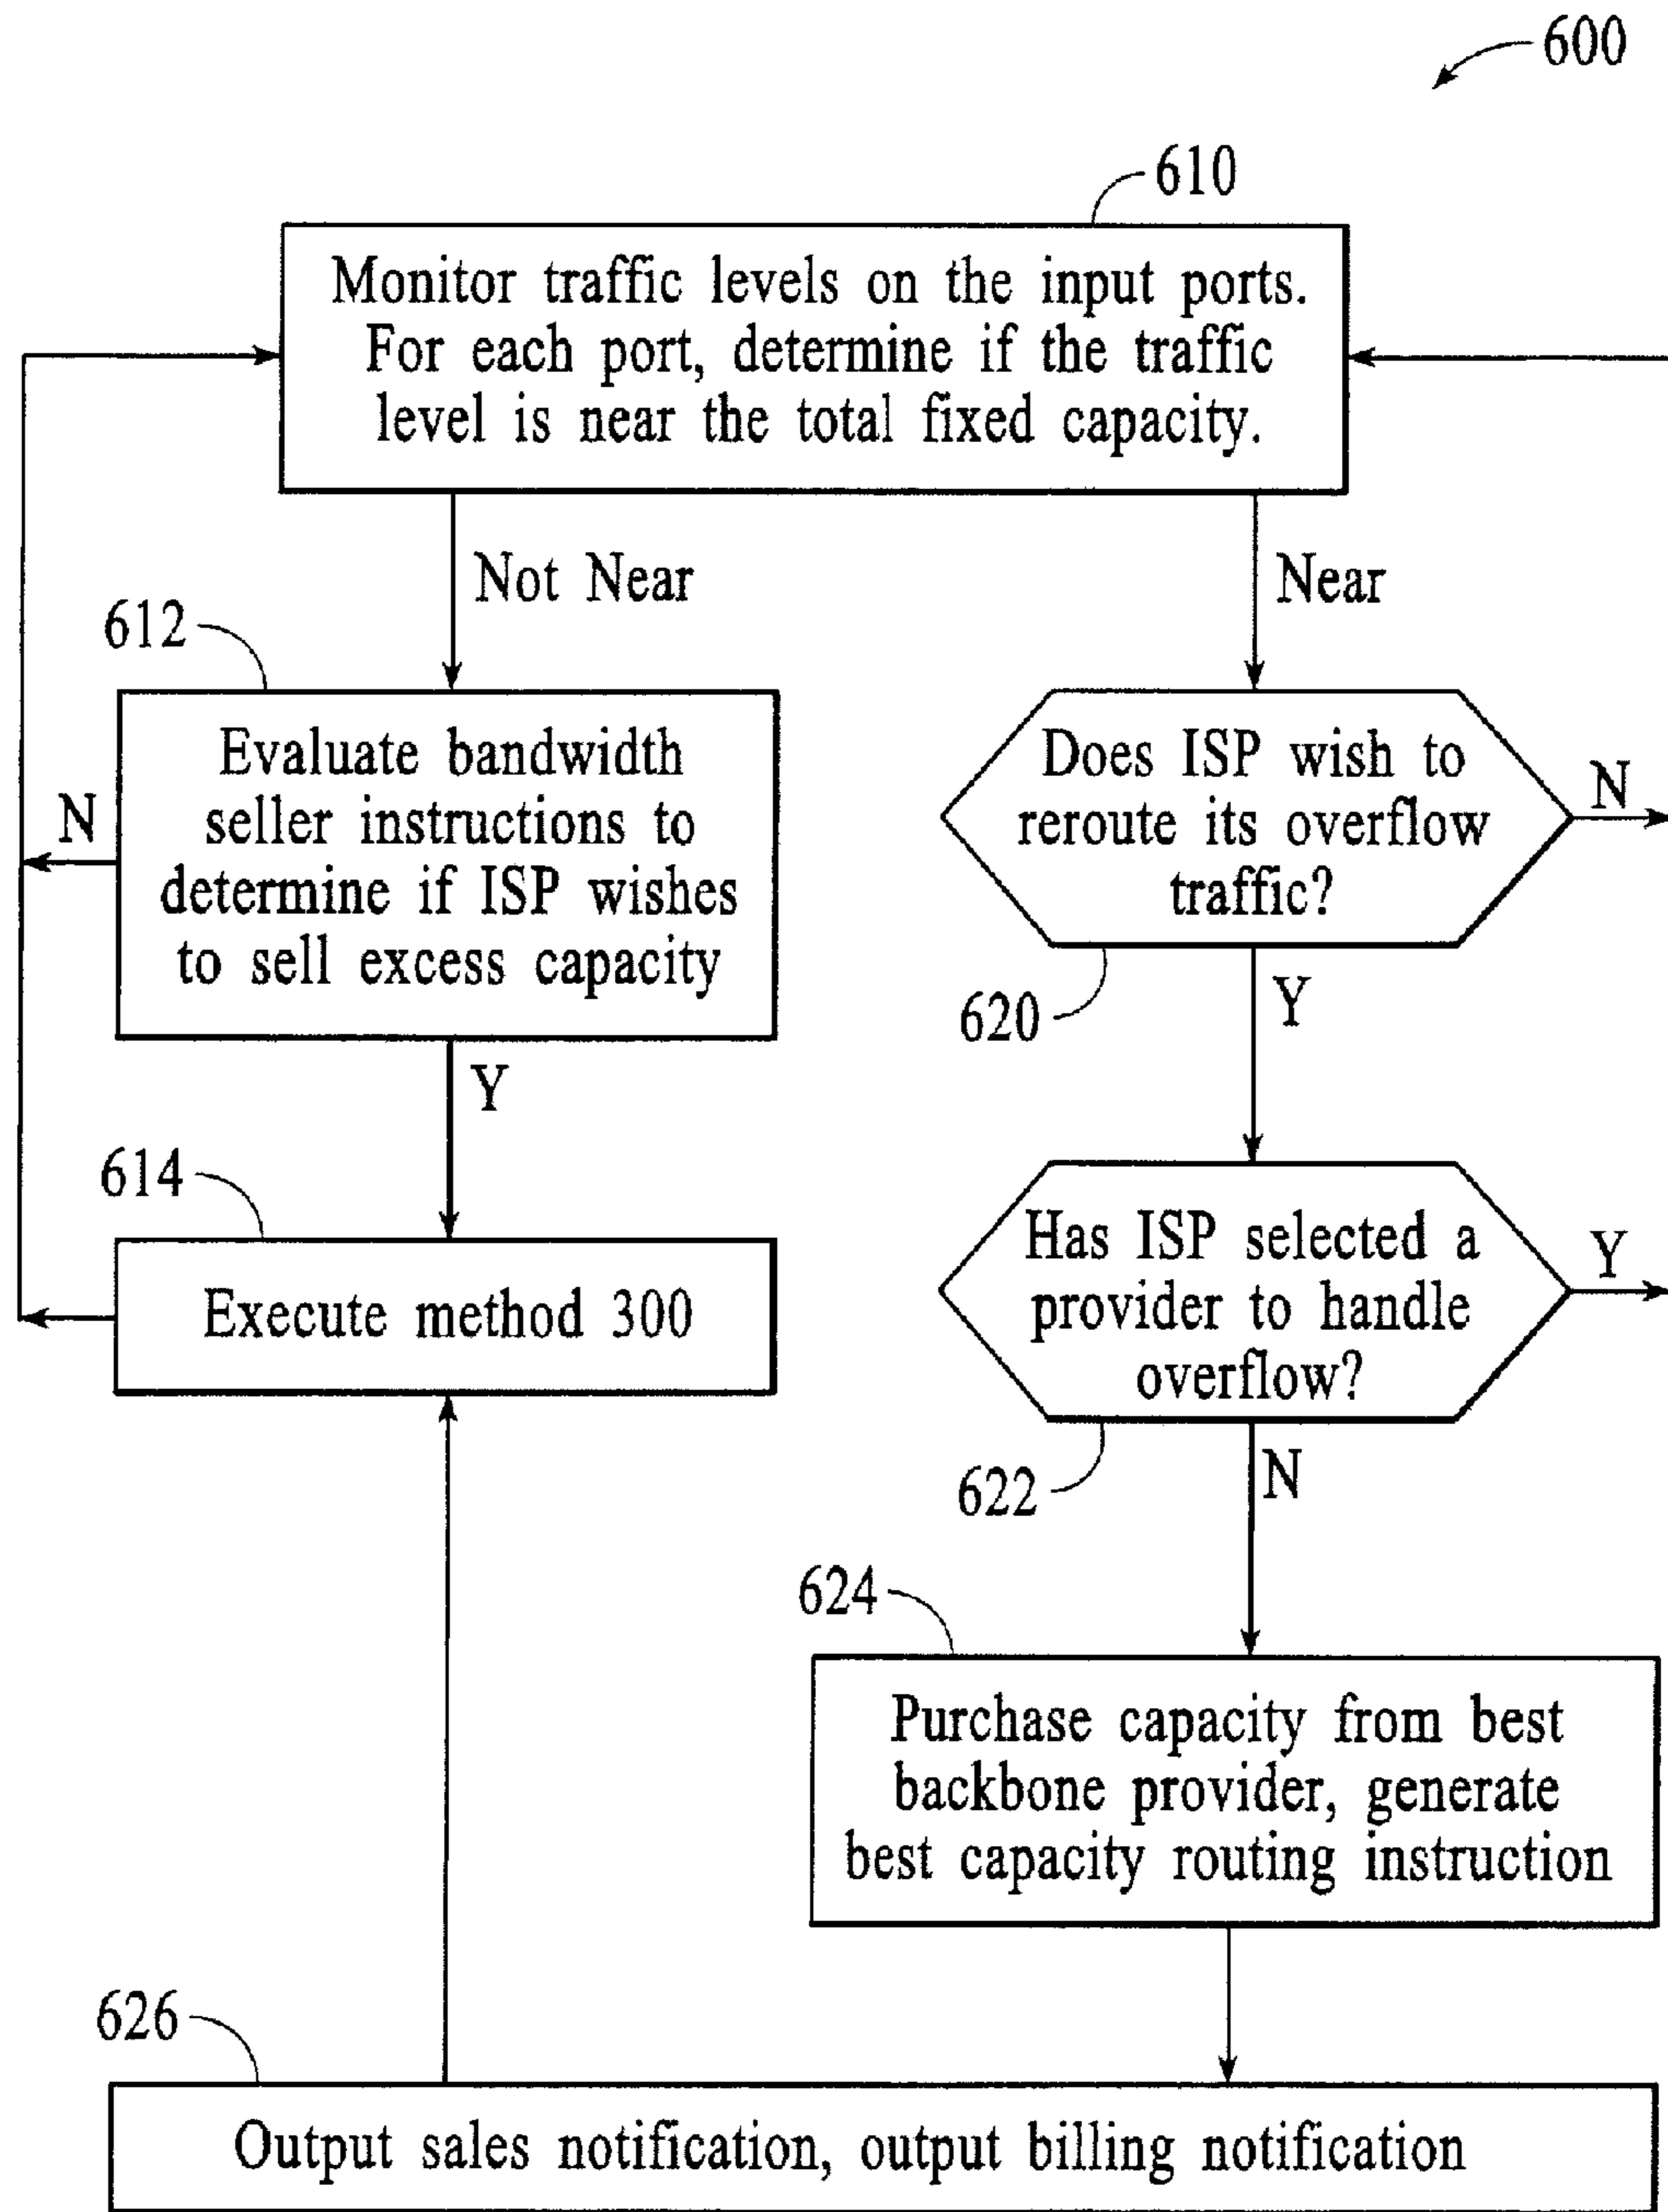 600
610
Monitor traffic levels on the input ports.
For each port, determine if the traffic
level is near the total fixed capacity.
Not Near
Near
612
Evaluate bandwidth
seller instructions to
determine if ISP wishes
to sell excess capacity
N
Y
Does ISP wish to
reroute its overflow
traffic?
N
620
Y
614
Execute method 300
Has ISP selected a
provider to handle
overflow?
Y
622
N
624
Purchase capacity from best
backbone provider, generate
best capacity routing instruction
626
Output sales notification, output billing notification